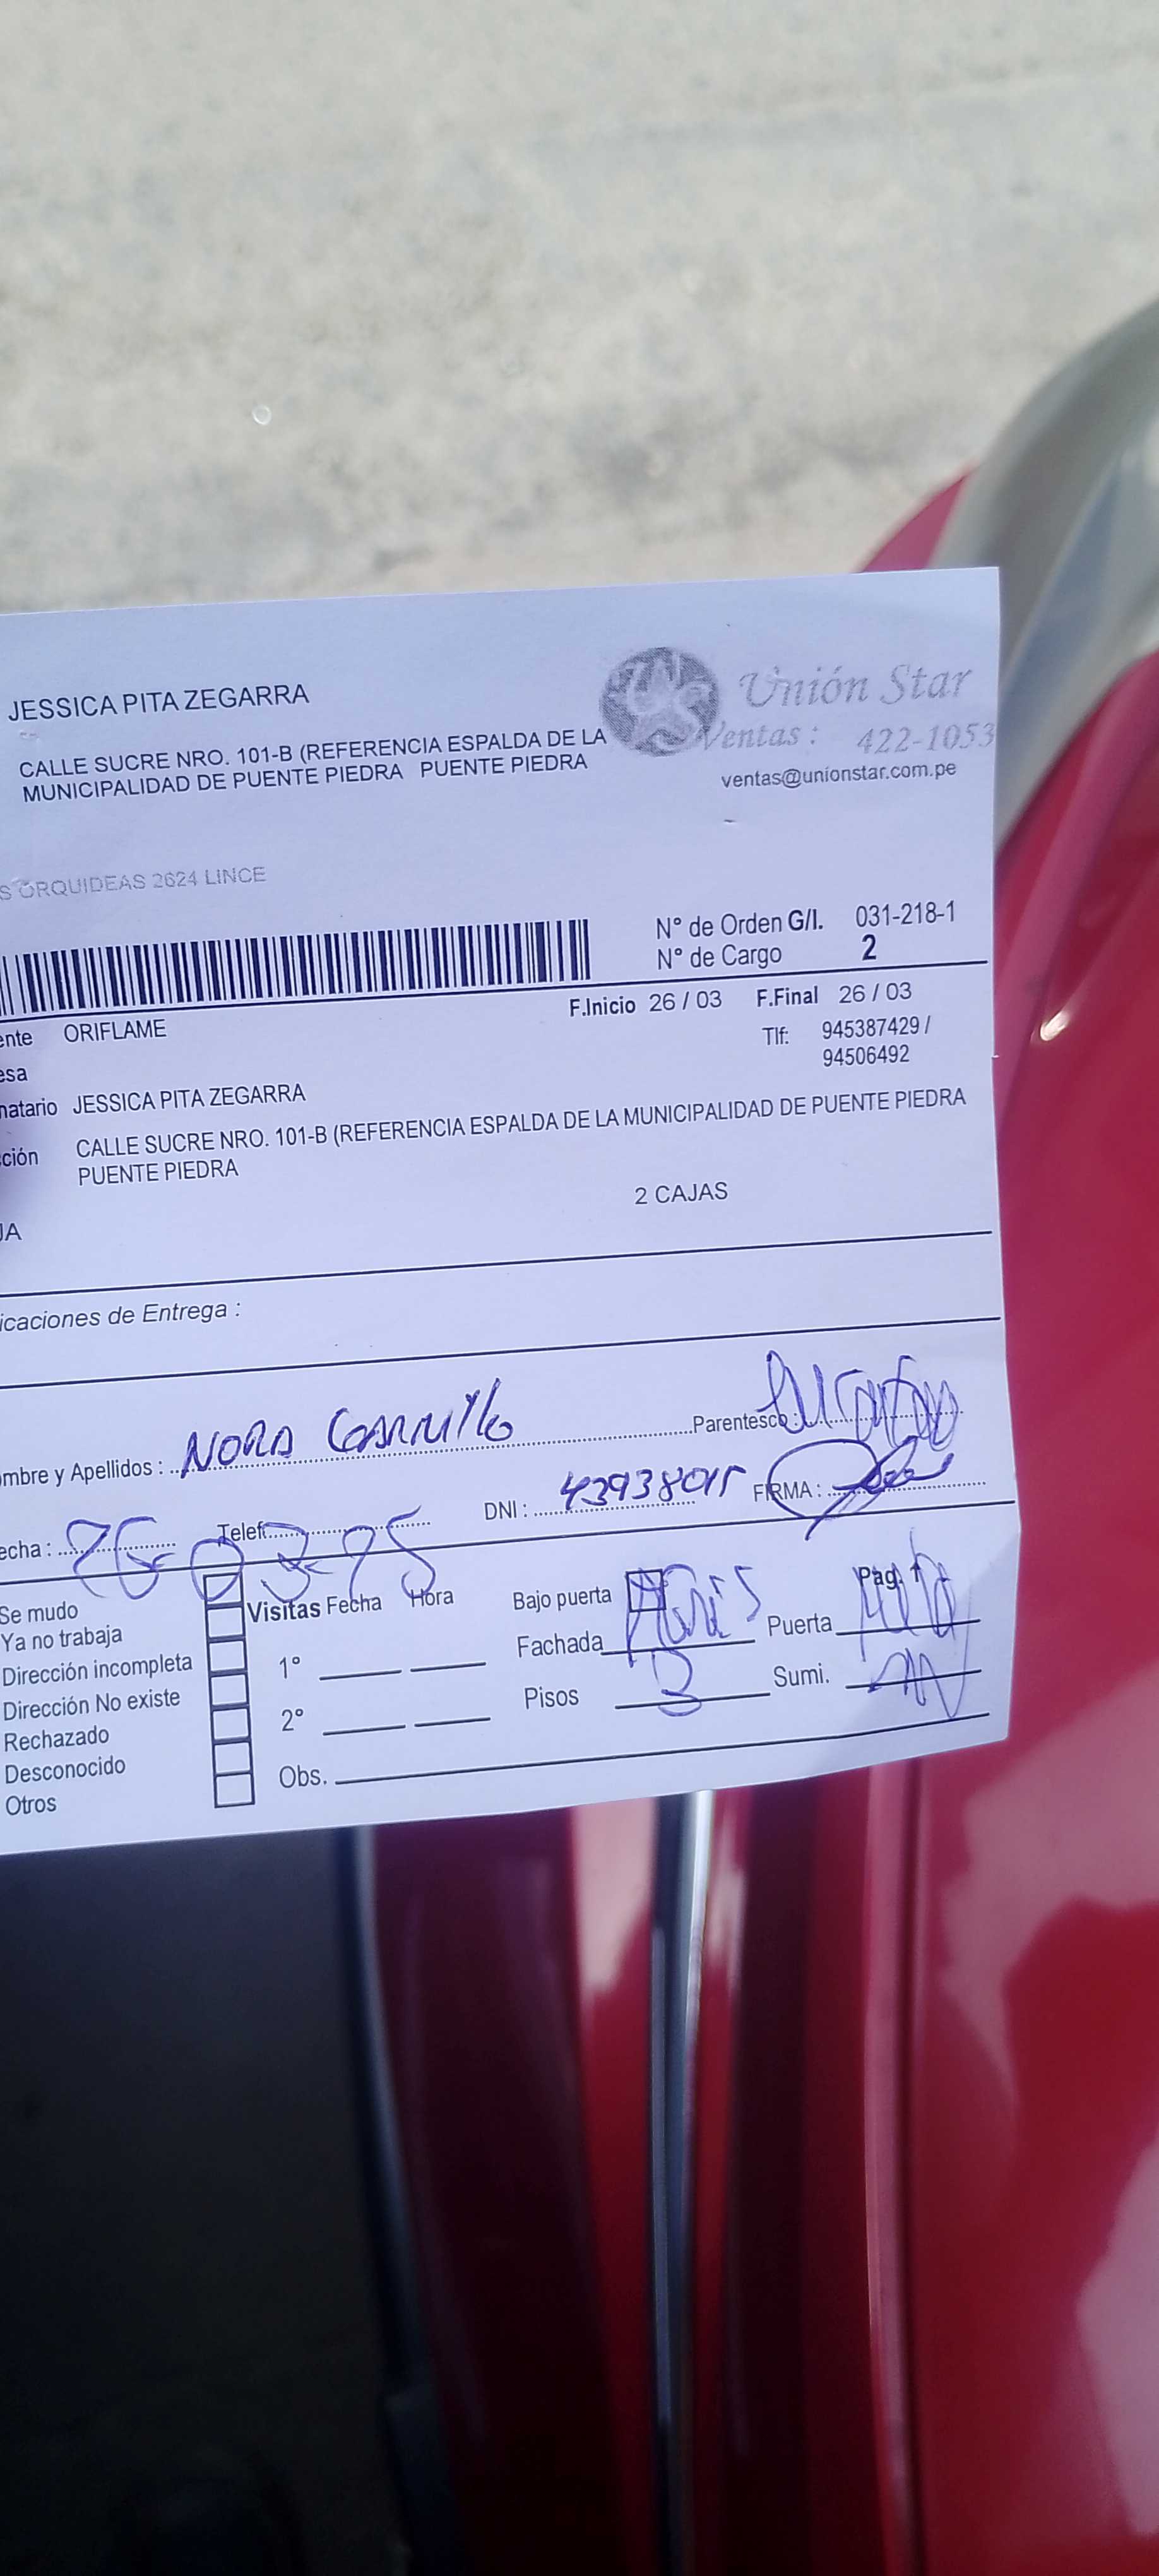 JESSICA PITA ZEGARRA
Unión Star
CALLE SUCRE NRO. 101-B (REFERENCIA ESPALDA DE LA
MUNICIPALIDAD DE PUENTE PIEDRA PUENTE PIEDRA
Ventas : 422-1053
ventas@unionstar.com.pe
S ORQUIDEAS 2624 LINCE
N° de Orden G/I. 031-218-1
N° de Cargo 2
F.Inicio 26 / 03 F.Final 26 / 03
ente ORIFLAME
Tlf: 945387429 /
94506492
esa
natario JESSICA PITA ZEGARRA
cción CALLE SUCRE NRO. 101-B (REFERENCIA ESPALDA DE LA MUNICIPALIDAD DE PUENTE PIEDRA
PUENTE PIEDRA
2 CAJAS
JA
icaciones de Entrega :
ombre y Apellidos : NORA CARRILLO Parentesco :
echa : 26-03-25 Telef. DNI : FIRMA :
Se mudo
Ya no trabaja
Dirección incompleta
Dirección No existe
Rechazado
Desconocido
Otros
Visitas Fecha Hora
1°
2°
Obs.
Bajo puerta Pag.
Fachada Puerta
Pisos 3 Sumi.